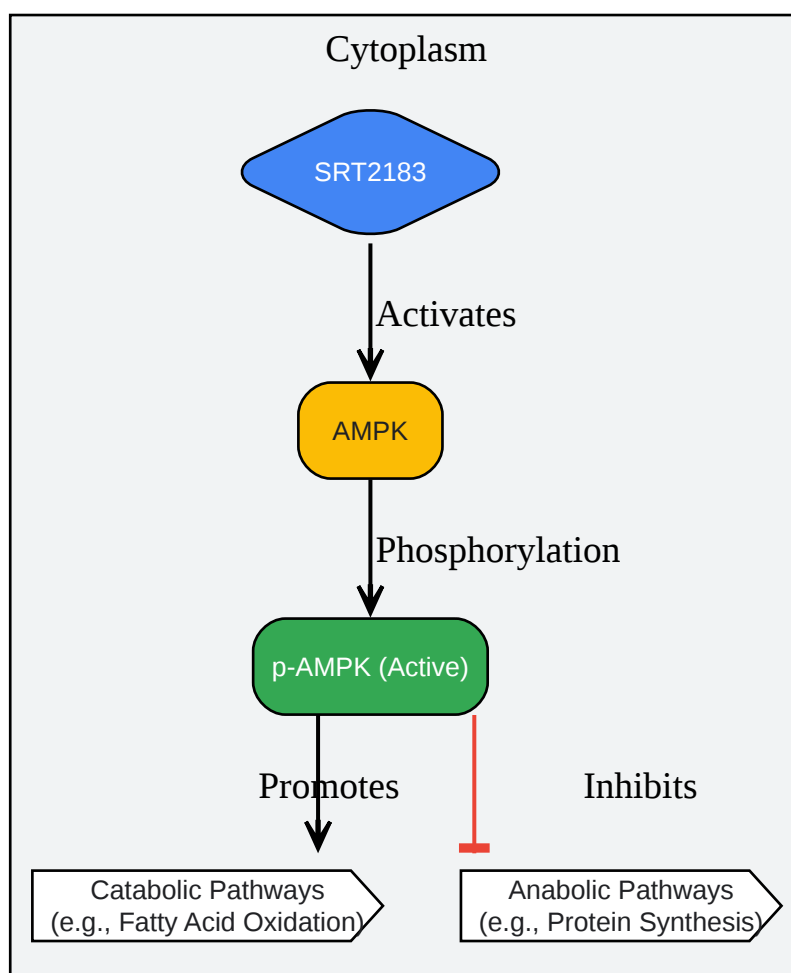 Cytoplasm
SRT2183
Activates
AMPK
Phosphorylation
p-AMPK (Active)
Promotes
Inhibits
Catabolic Pathways
(e.g., Fatty Acid Oxidation)
Anabolic Pathways
(e.g., Protein Synthesis)